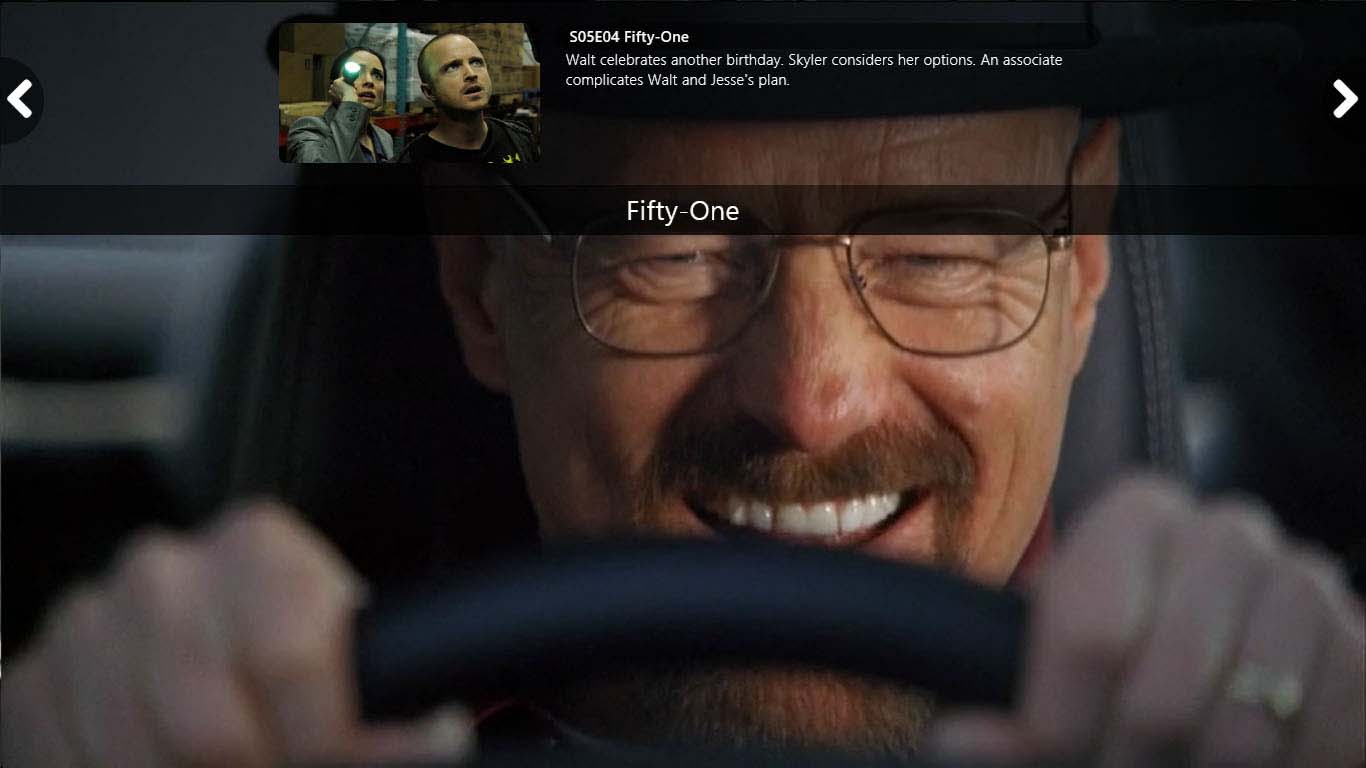 S05E04 Fifty-One
Walt celebrates another birthday. Skyler considers her options. An associate
complicates Walt and Jesse's plan.
Fifty-One